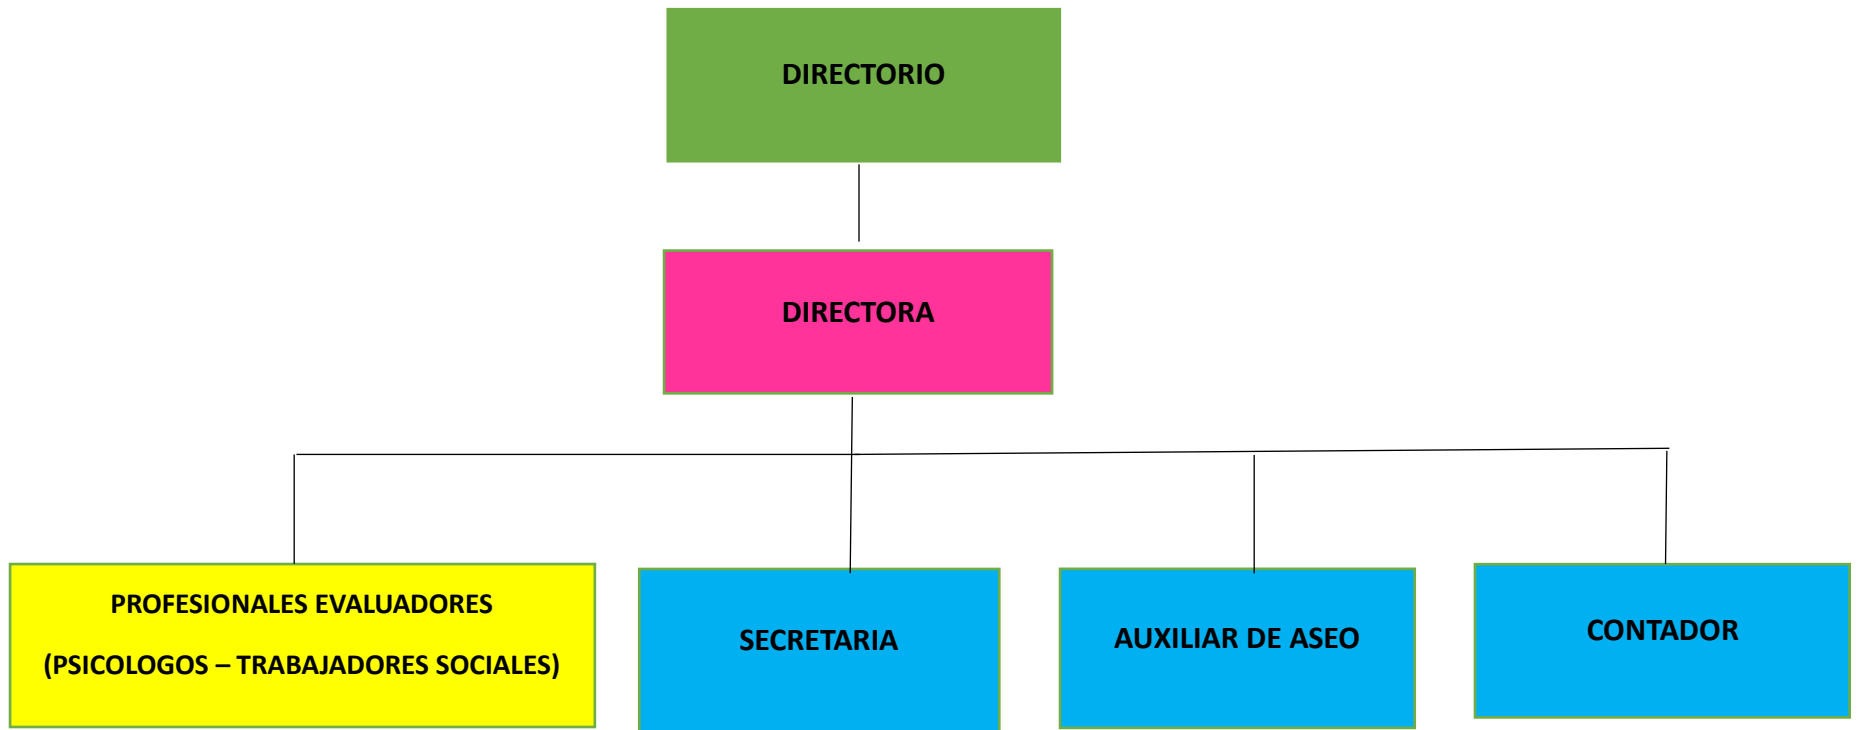 DIRECTORIO
DIRECTORA
PROFESIONALES EVALUADORES
(PSICOLOGOS – TRABAJADORES SOCIALES)
SECRETARIA
AUXILIAR DE ASEO
CONTADOR